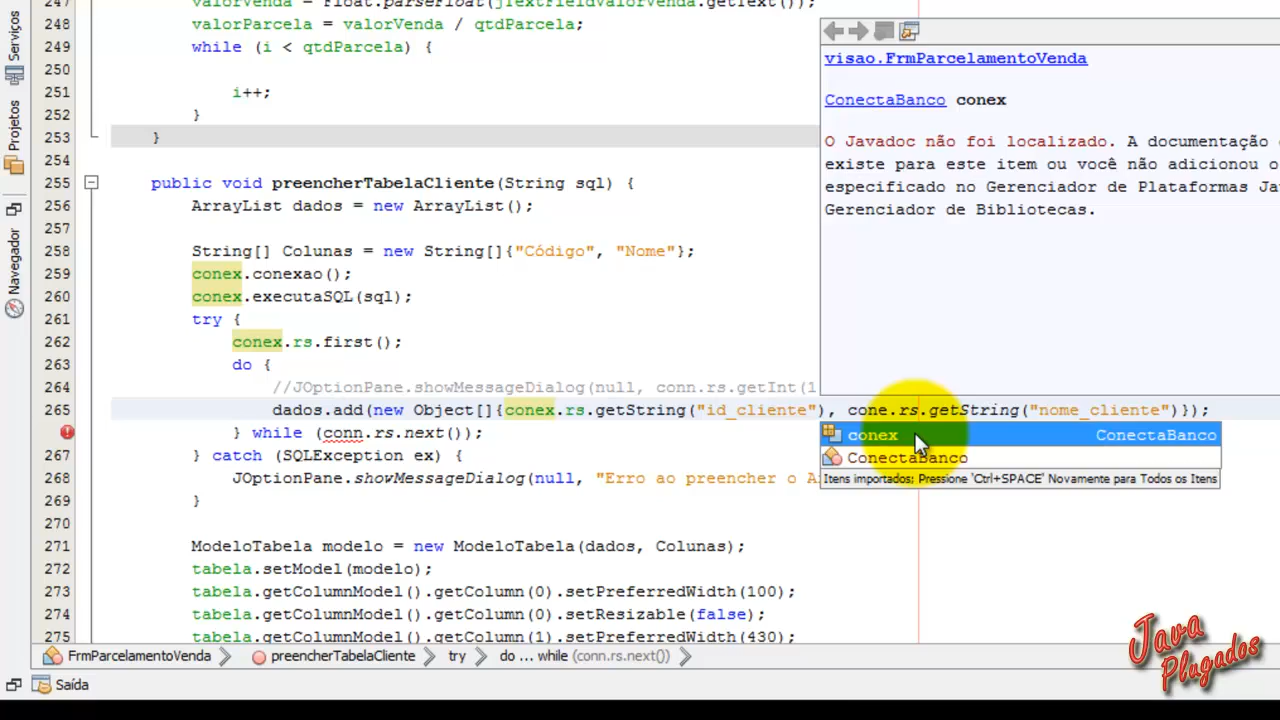 247 valorVenda = Float.parseFloat(jTextFieldValorVenda.getText());
248 valorParcela = valorVenda / qtdParcela;
249 while (i < qtdParcela) {
250
251 i++;
252 }
253 }
254
255 public void preencherTabelaCliente(String sql) {
256 ArrayList dados = new ArrayList();
257
258 String[] Colunas = new String[]{"Código", "Nome"};
259 conex.conexao();
260 conex.executaSQL(sql);
261 try {
262 conex.rs.first();
263 do {
264 //JOptionPane.showMessageDialog(null, conn.rs.getInt(1
265 dados.add(new Object[]{conex.rs.getString("id_cliente"), cone.rs.getString("nome_cliente")});
} while (conn.rs.next());
267 } catch (SQLException ex) {
268 JOptionPane.showMessageDialog(null, "Erro ao preencher o A
269 }
270
271 ModeloTabela modelo = new ModeloTabela(dados, Colunas);
272 tabela.setModel(modelo);
273 tabela.getColumnModel().getColumn(0).setPreferredWidth(100);
274 tabela.getColumnModel().getColumn(0).setResizable(false);
275 tabela.getColumnModel().getColumn(1).setPreferredWidth(430);
visao.FrmParcelamentoVenda
ConectaBanco conex
O Javadoc não foi localizado. A documentação
existe para este item ou você não adicionou o
especificado no Gerenciador de Plataformas Ja
Gerenciador de Bibliotecas.
conex ConectaBanco
ConectaBanco
Itens importados; Pressione 'Ctrl+SPACE' Novamente para Todos os Itens
Serviços
Projetos
Navegador
FrmParcelamentoVenda preencherTabelaCliente try do ... while (conn.rs.next())
Saída
Java
Plugados